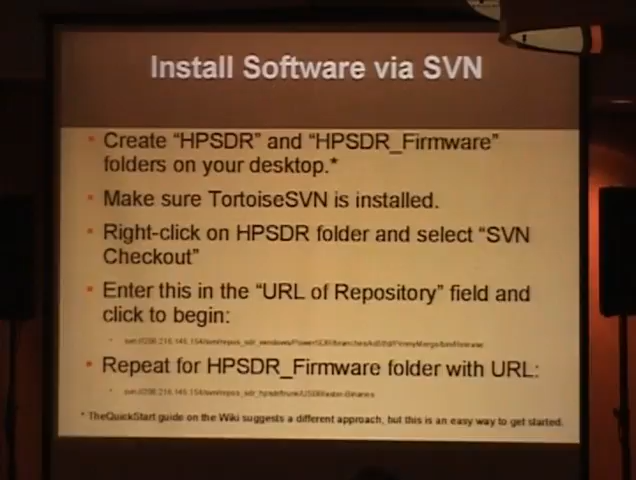 Install Software via SVN
Create “HPSDR” and “HPSDR_Firmware”
folders on your desktop.*
Make sure TortoiseSVN is installed.
Right-click on HPSDR folder and select “SVN
Checkout”
Enter this in the “URL of Repository” field and
click to begin:
Repeat for HPSDR_Firmware folder with URL:
* TheQuickStart guide on the Wiki suggests a different approach, but this is an easy way to get started.